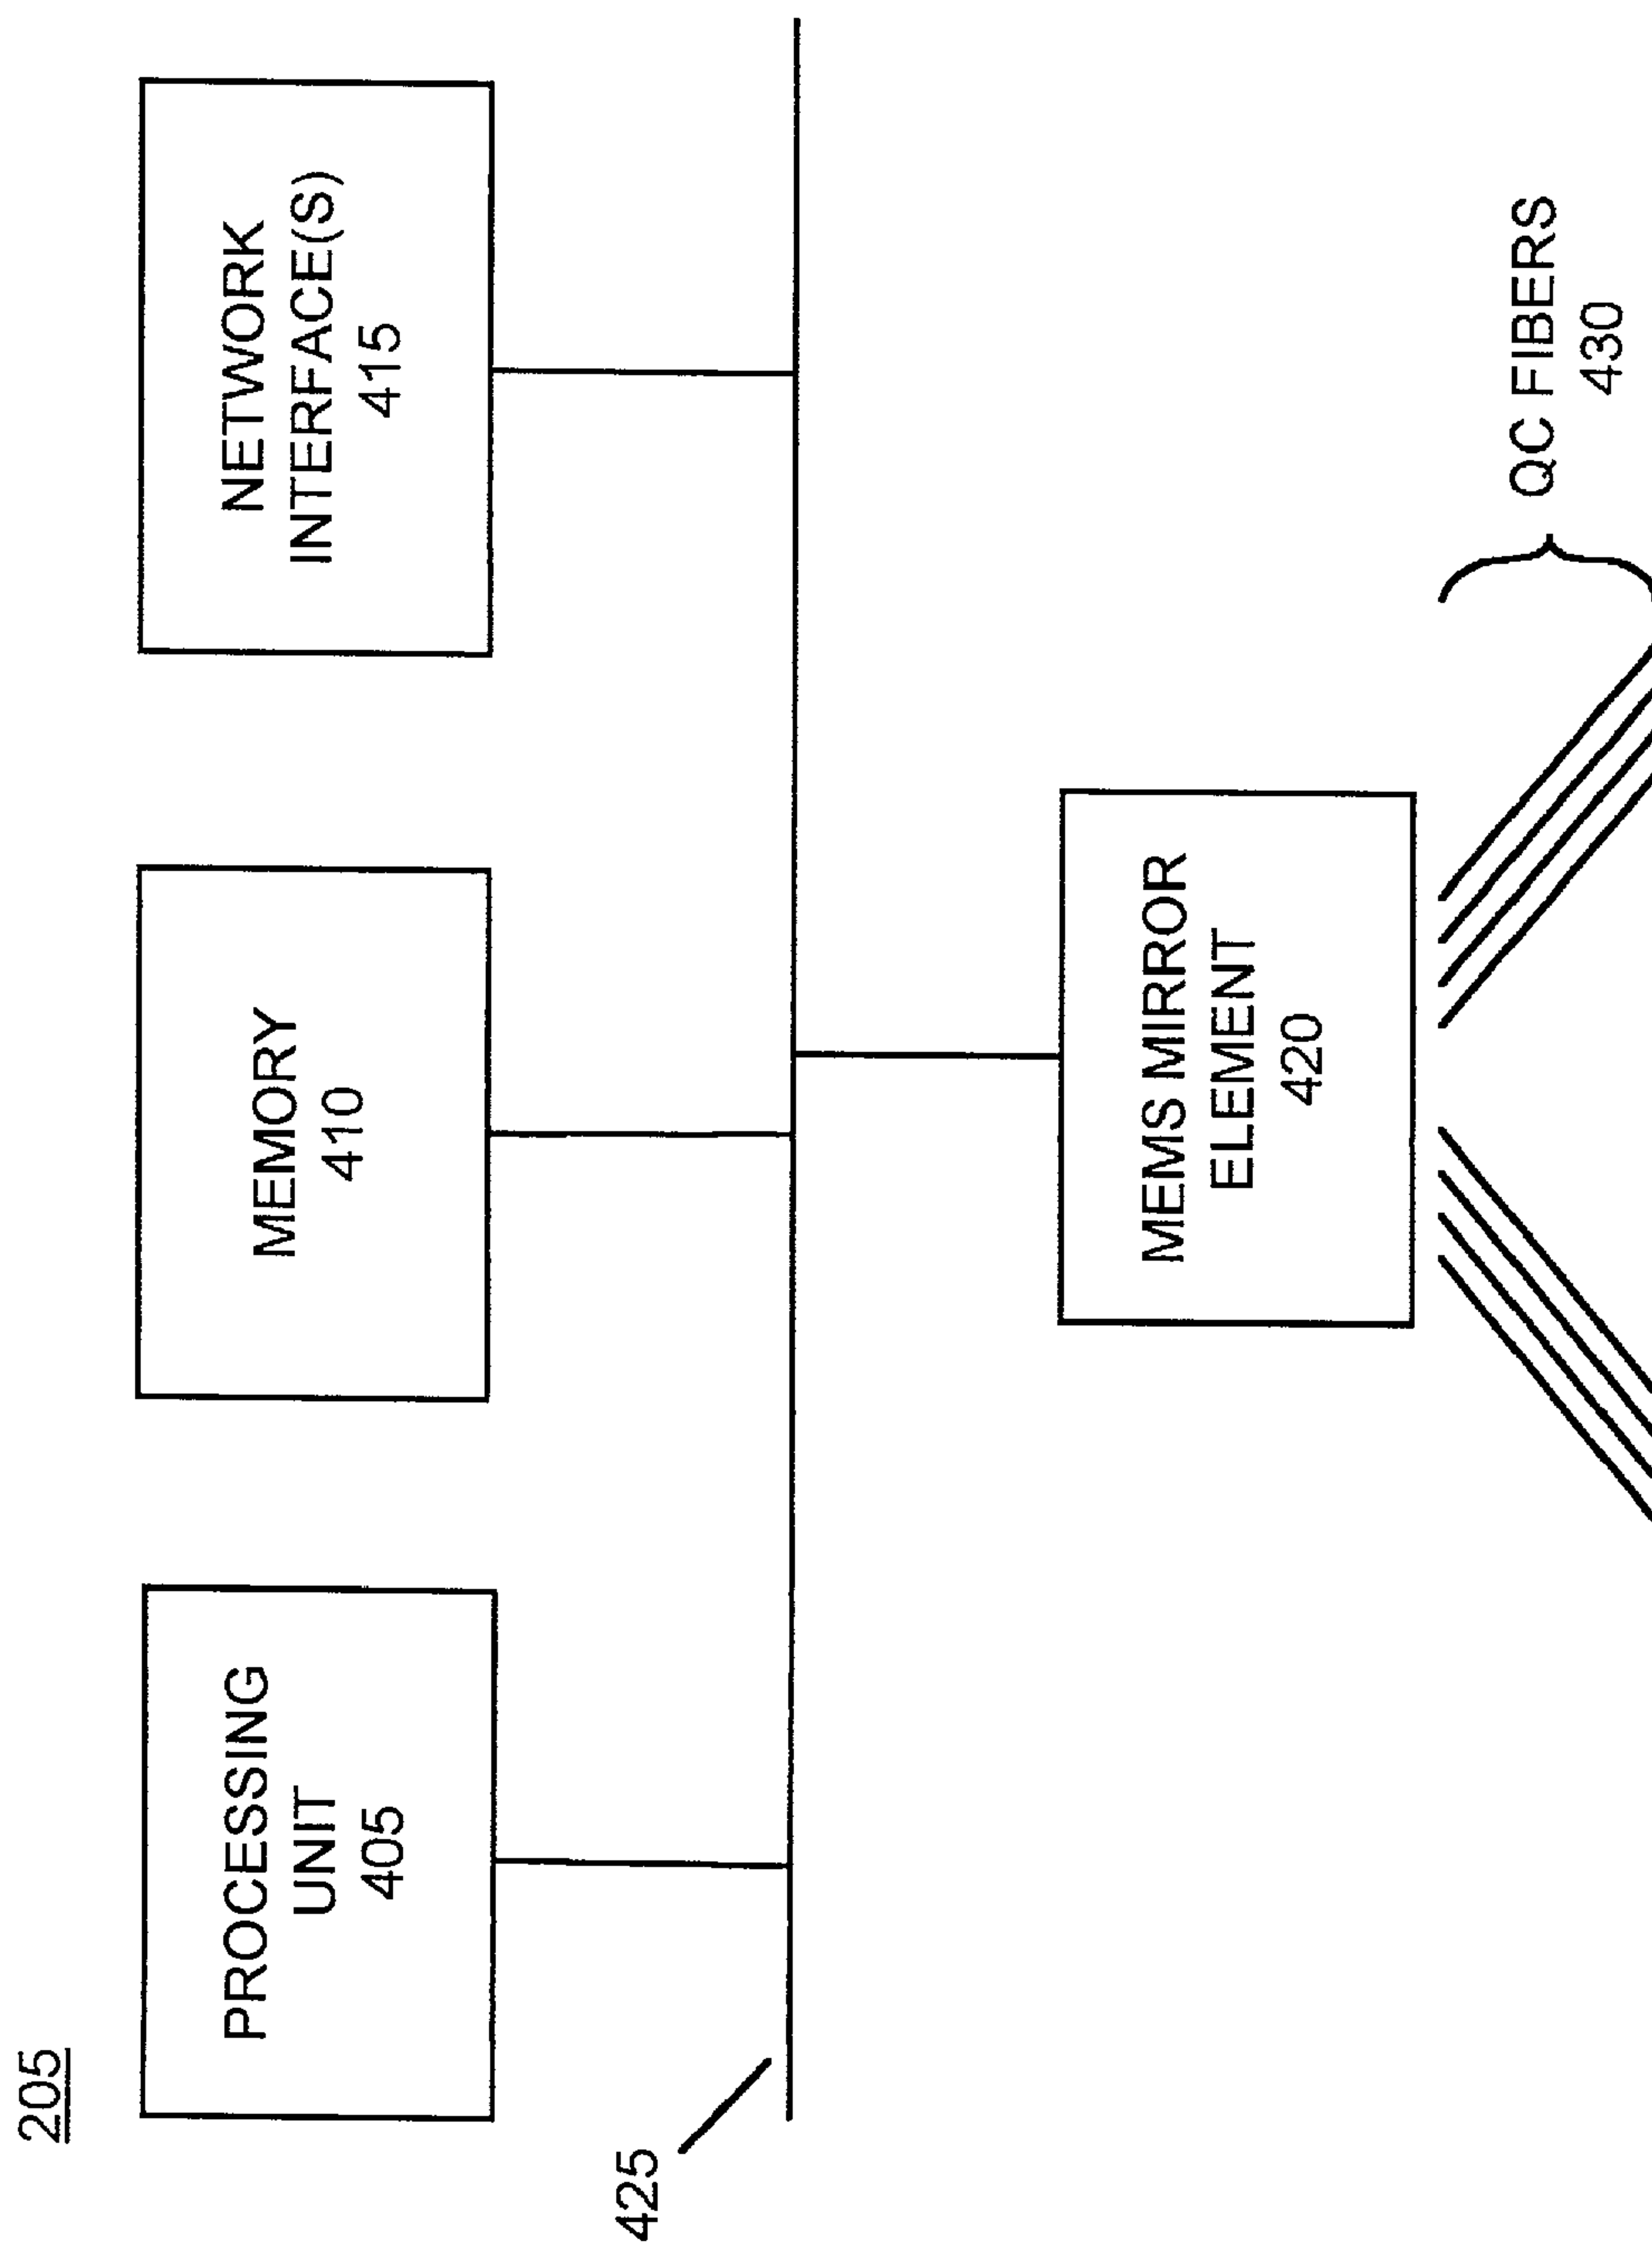 205
PROCESSING
UNIT
405
MEMORY
410
NETWORK
INTERFACE(S)
415
425
MEMS MIRROR
ELEMENT
420
QC FIBERS
430